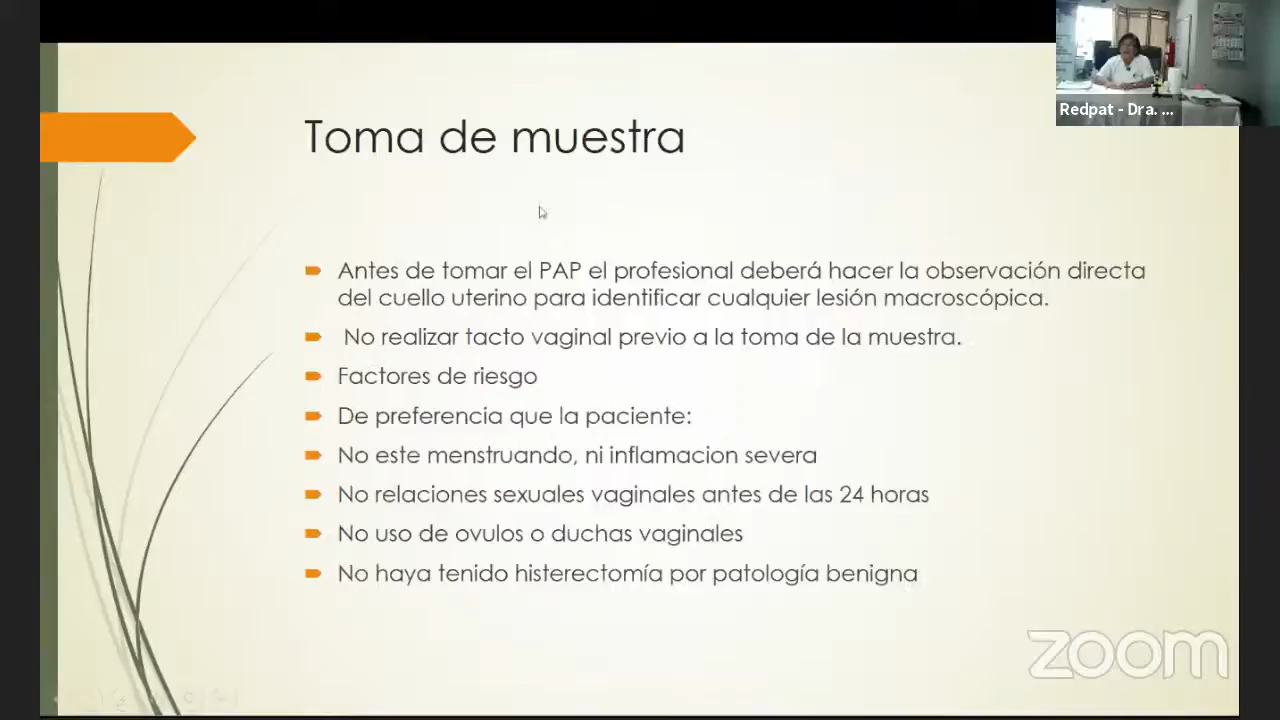 Redpat - Dra. ...
Toma de muestra
Antes de tomar el PAP el profesional deberá hacer la observación directa
del cuello uterino para identificar cualquier lesión macroscópica.
No realizar tacto vaginal previo a la toma de la muestra.
Factores de riesgo
De preferencia que la paciente:
No este menstruando, ni inflamacion severa
No relaciones sexuales vaginales antes de las 24 horas
No uso de ovulos o duchas vaginales
No haya tenido histerectomía por patología benigna
zoom